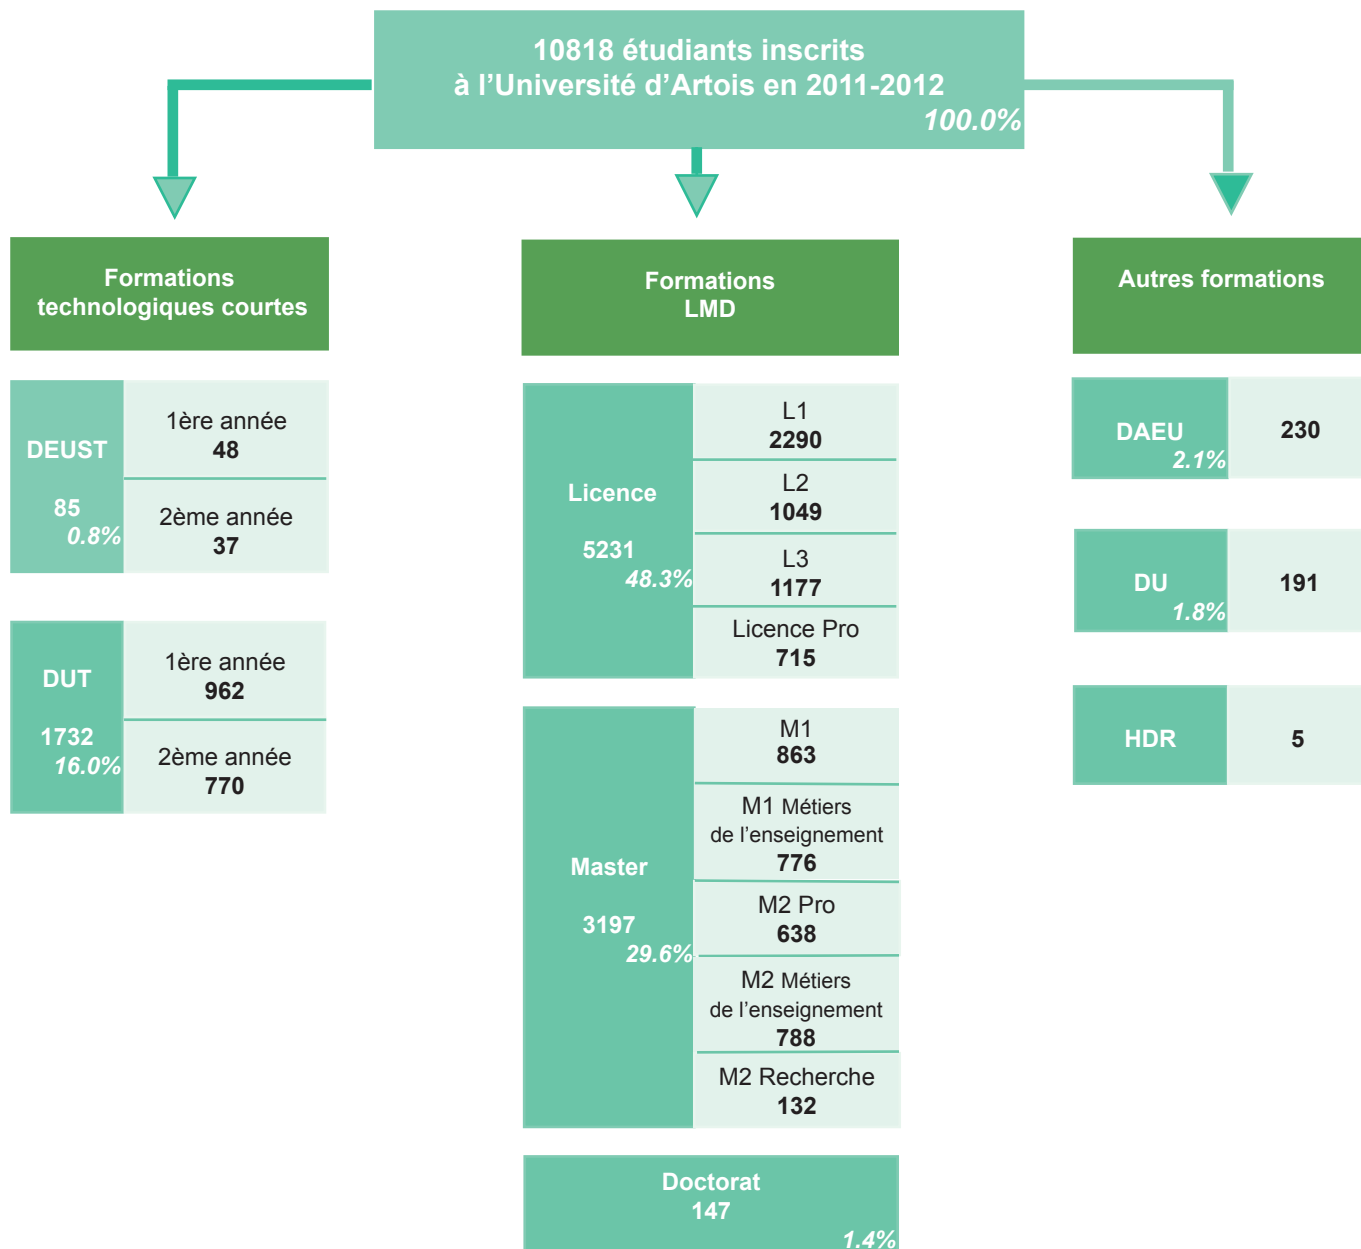 10818 étudiants inscrits
à l’Université d’Artois en 2011-2012
100.0%
Formations
technologiques courtes
DEUST
85
0.8%
1ère année
48
2ème année
37
DUT
1732
16.0%
1ère année
962
2ème année
770
Formations
LMD
Licence
5231
48.3%
L1
2290
L2
1049
L3
1177
Licence Pro
715
Master
3197
29.6%
M1
863
M1 Métiers
de l’enseignement
776
M2 Pro
638
M2 Métiers
de l’enseignement
788
M2 Recherche
132
Doctorat
147
1.4%
Autres formations
DAEU
2.1%
230
DU
1.8%
191
HDR
5